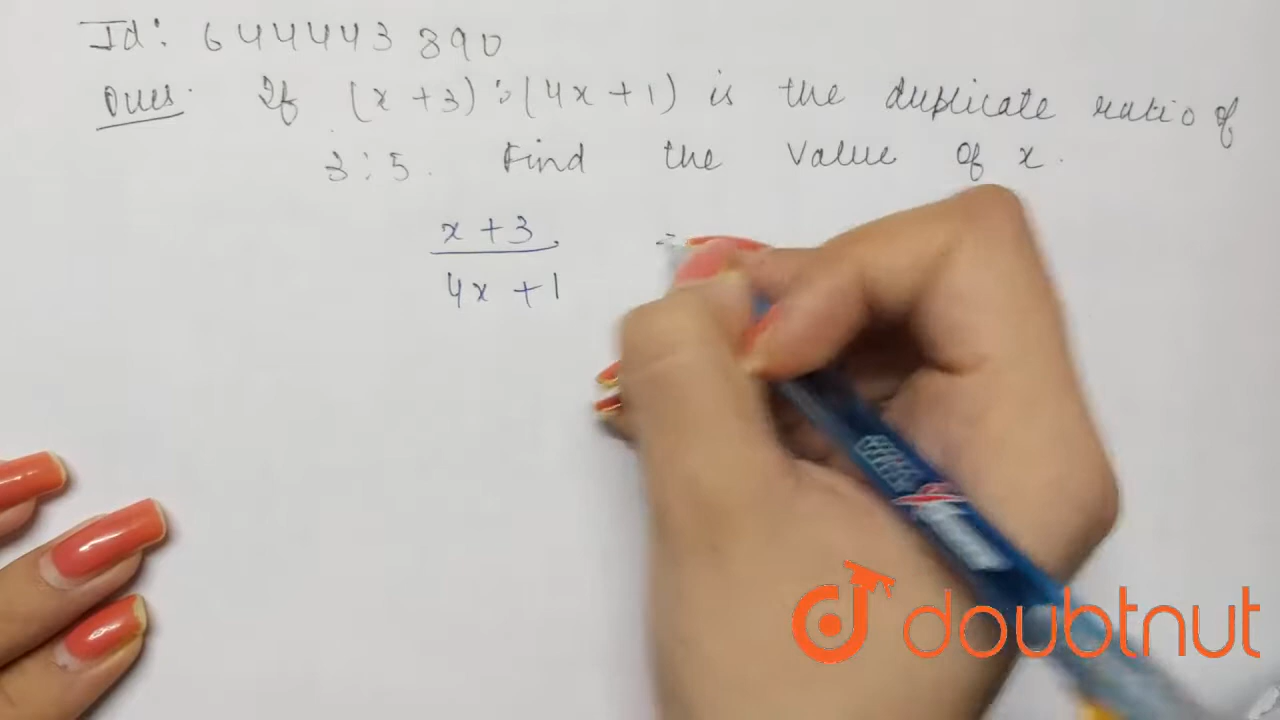 Id: 644443890
Ques. If (x+3):(4x+1) is the duplicate ratio of
3:5. Find the value of x.
x+3
4x+1
=
doubtnut